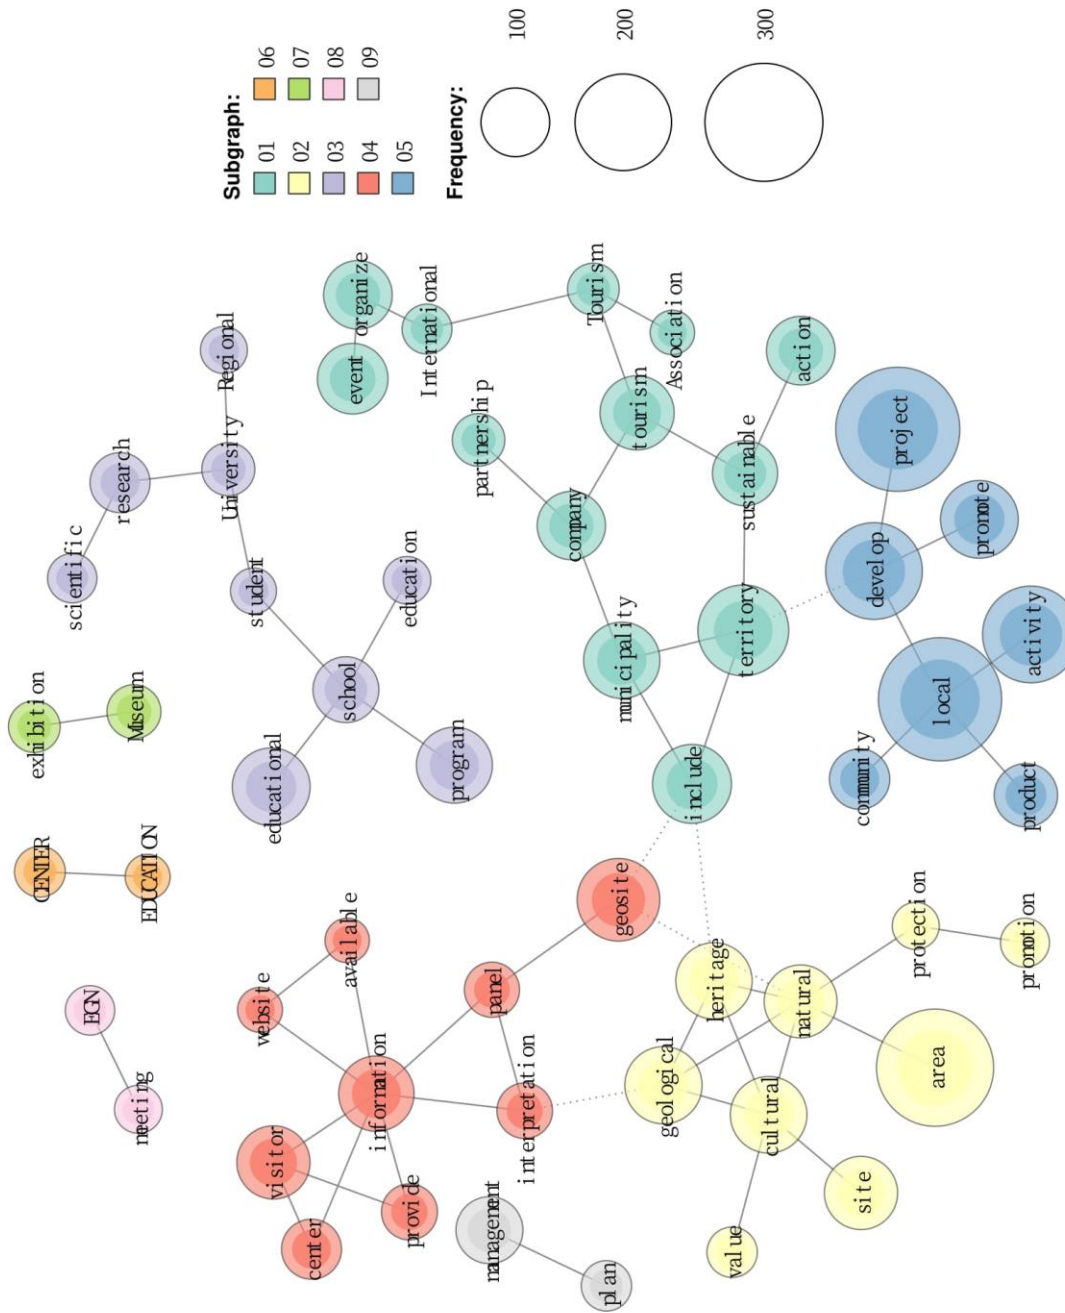 CENTER
exhibition
scientific
EGN
research
meeting
EDUCATION
Museum
Regional
University
student
website
visitor
educational
center
information
available
school
event
organize
provide
education
International
program
management
panel
partnership
interpretation
company
Tourism
plan
geosite
municipality
tourism
Association
geological
include
heritage
value
territory
sustainable
cultural
natural
action
site
community
develop
project
protection
area
local
promote
promotion
product
activity
Subgraph:
01 06
02 07
03 08
04 09
05
Frequency:
100
200
300